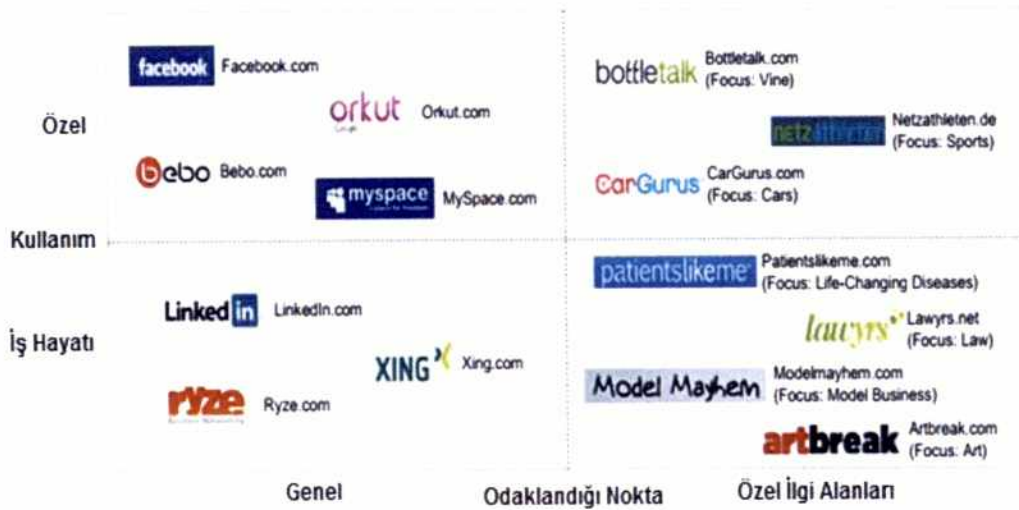 facebook Facebook.com
orkut Orkut.com
bebo Bebo.com
myspace MySpace.com
bottletalk Bottletalk.com
(Focus: Vine)
Netzathleten.de
(Focus: Sports)
CarGurus CarGurus.com
(Focus: Cars)
Özel
Kullanım
İş Hayatı
Linked in LinkedIn.com
XING Xing.com
ryze Ryze.com
patientslikeme Patientslikeme.com
(Focus: Life-Changing Diseases)
lawyrs Lawyrs.net
(Focus: Law)
Model Mayhem Modelmayhem.com
(Focus: Model Business)
artbreak Artbreak.com
(Focus: Art)
Genel
Odaklandığı Nokta
Özel İlgi Alanları